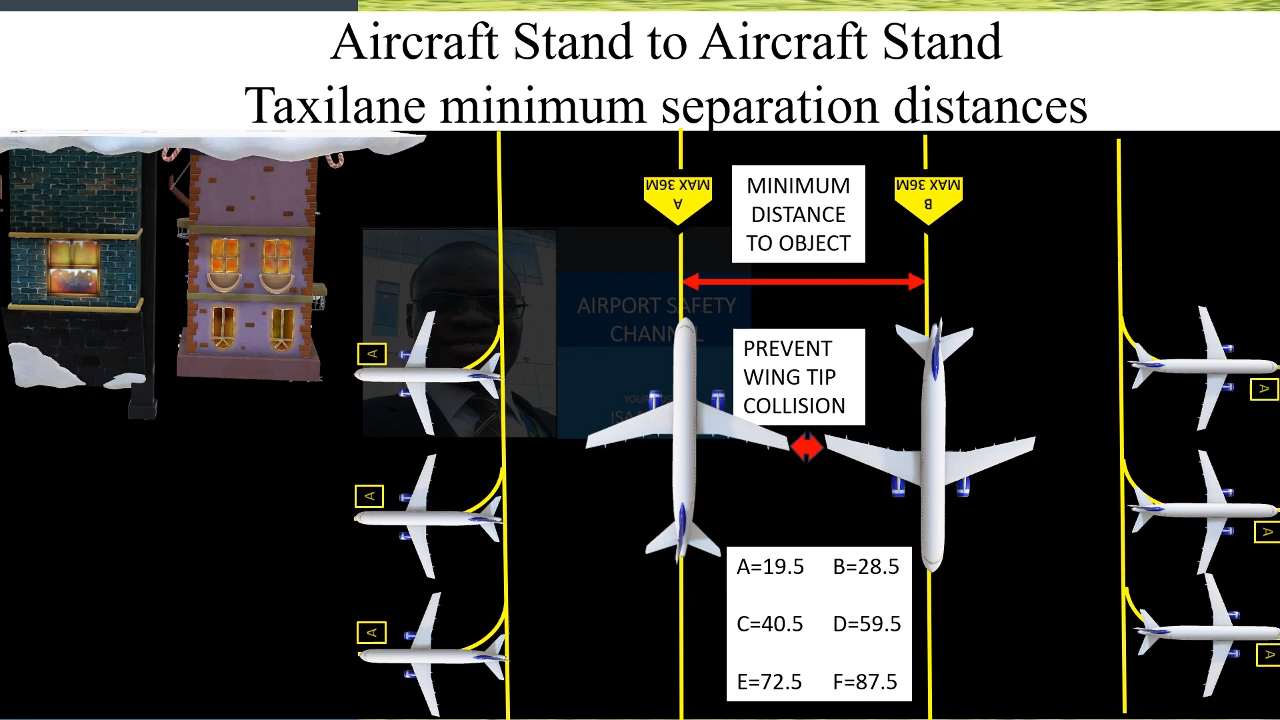 Aircraft Stand to Aircraft Stand
Taxilane minimum separation distances
MAX 36M
A
MAX 36M
B
MINIMUM
DISTANCE
TO OBJECT
AIRPORT SAFETY
CHANNEL
PREVENT
WING TIP
COLLISION
A
A
A
A
A
A
A=19.5 B=28.5
C=40.5 D=59.5
E=72.5 F=87.5